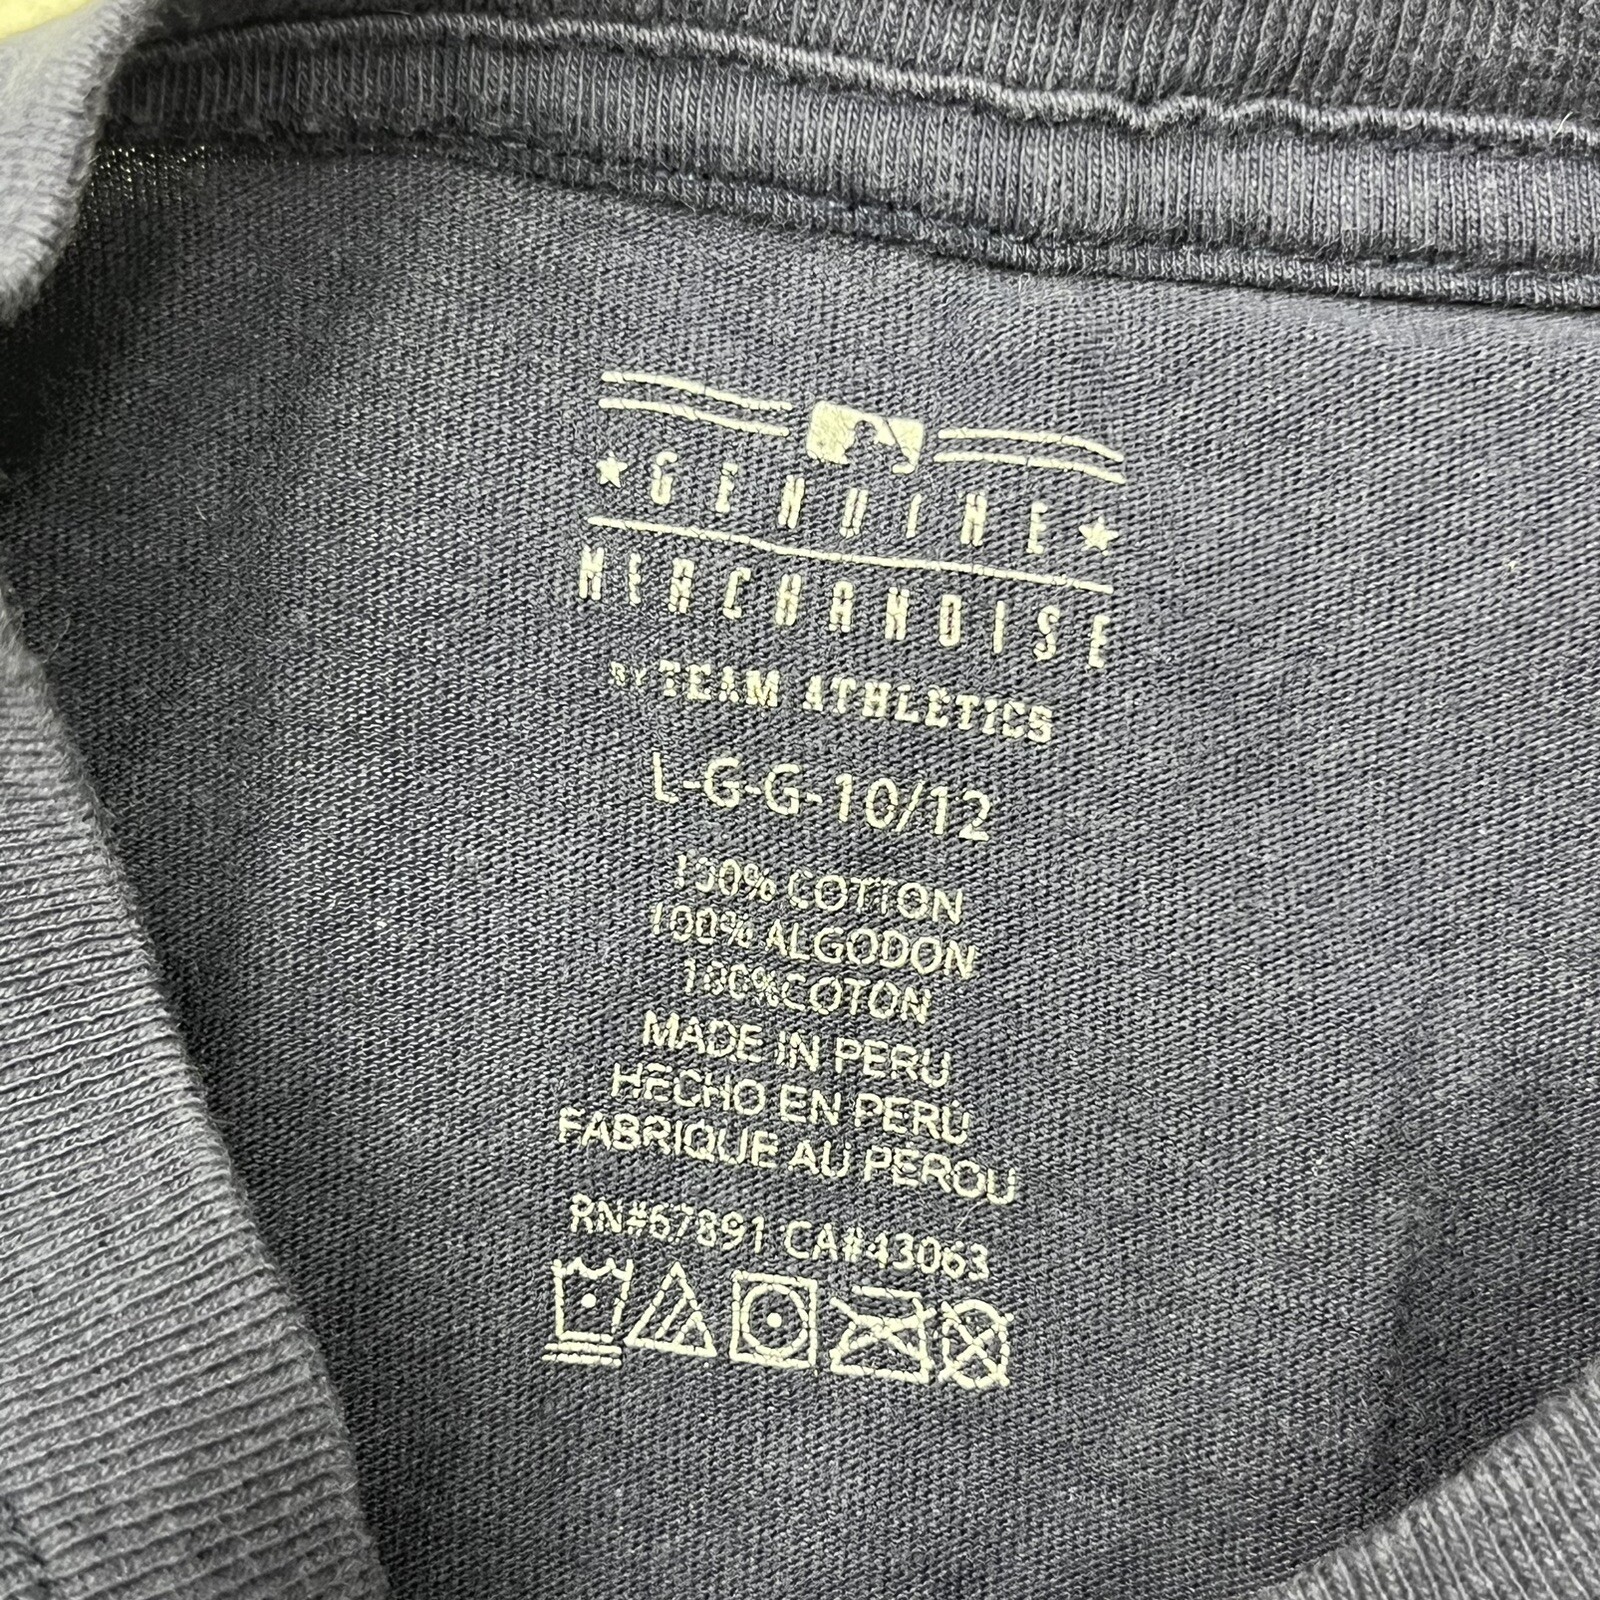 GENUINE
MERCHANDISE
BY TEAM ATHLETICS
L-G-G-10/12
100% COTTON
100% ALGODON
100%COTON
MADE IN PERU
HECHO EN PERÚ
FABRIQUE AU PEROU
RN#67891 CA#43063